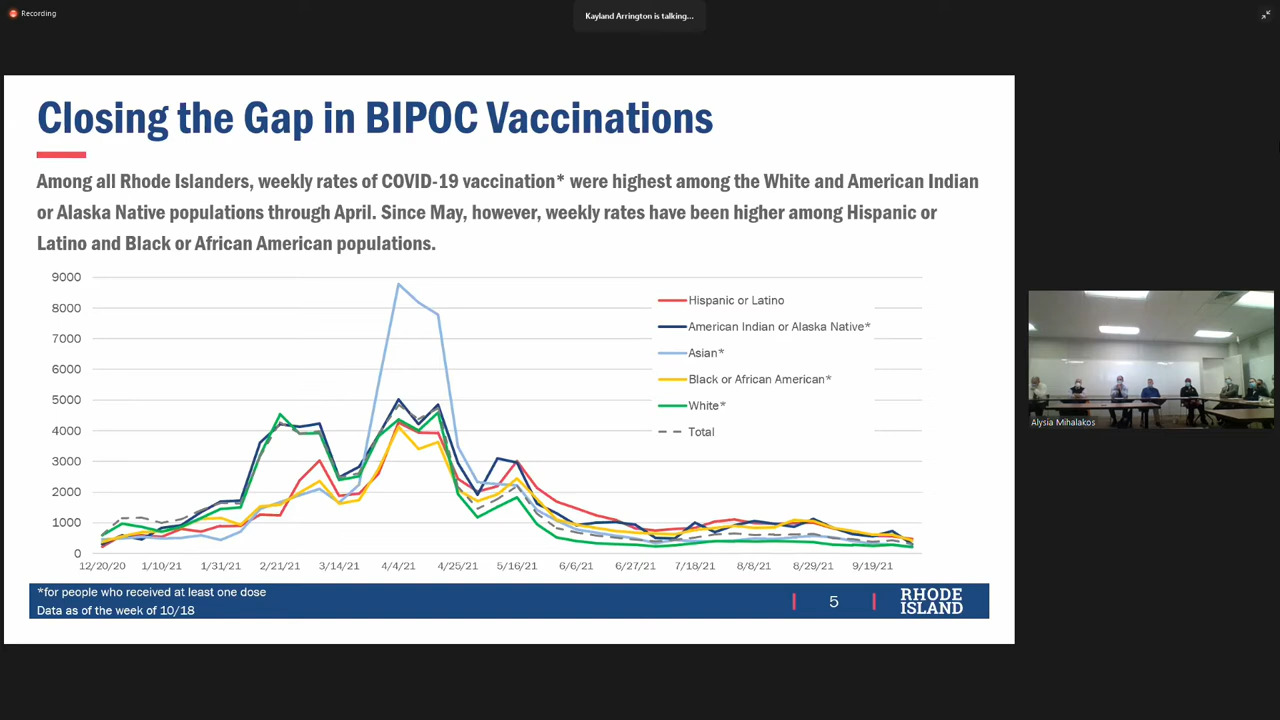 Recording
Kayland Arrington is talking...
Closing the Gap in BIPOC Vaccinations
Among all Rhode Islanders, weekly rates of COVID-19 vaccination* were highest among the White and American Indian
or Alaska Native populations through April. Since May, however, weekly rates have been higher among Hispanic or
Latino and Black or African American populations.
9000
8000
7000
6000
5000
4000
3000
2000
1000
0
Hispanic or Latino
American Indian or Alaska Native*
Asian*
Black or African American*
White*
Total
12/20/20 1/10/21 1/31/21 2/21/21 3/14/21 4/4/21 4/25/21 5/16/21 6/6/21 6/27/21 7/18/21 8/8/21 8/29/21 9/19/21
*for people who received at least one dose
Data as of the week of 10/18
5
RHODE
ISLAND
Alysia Mihalakos